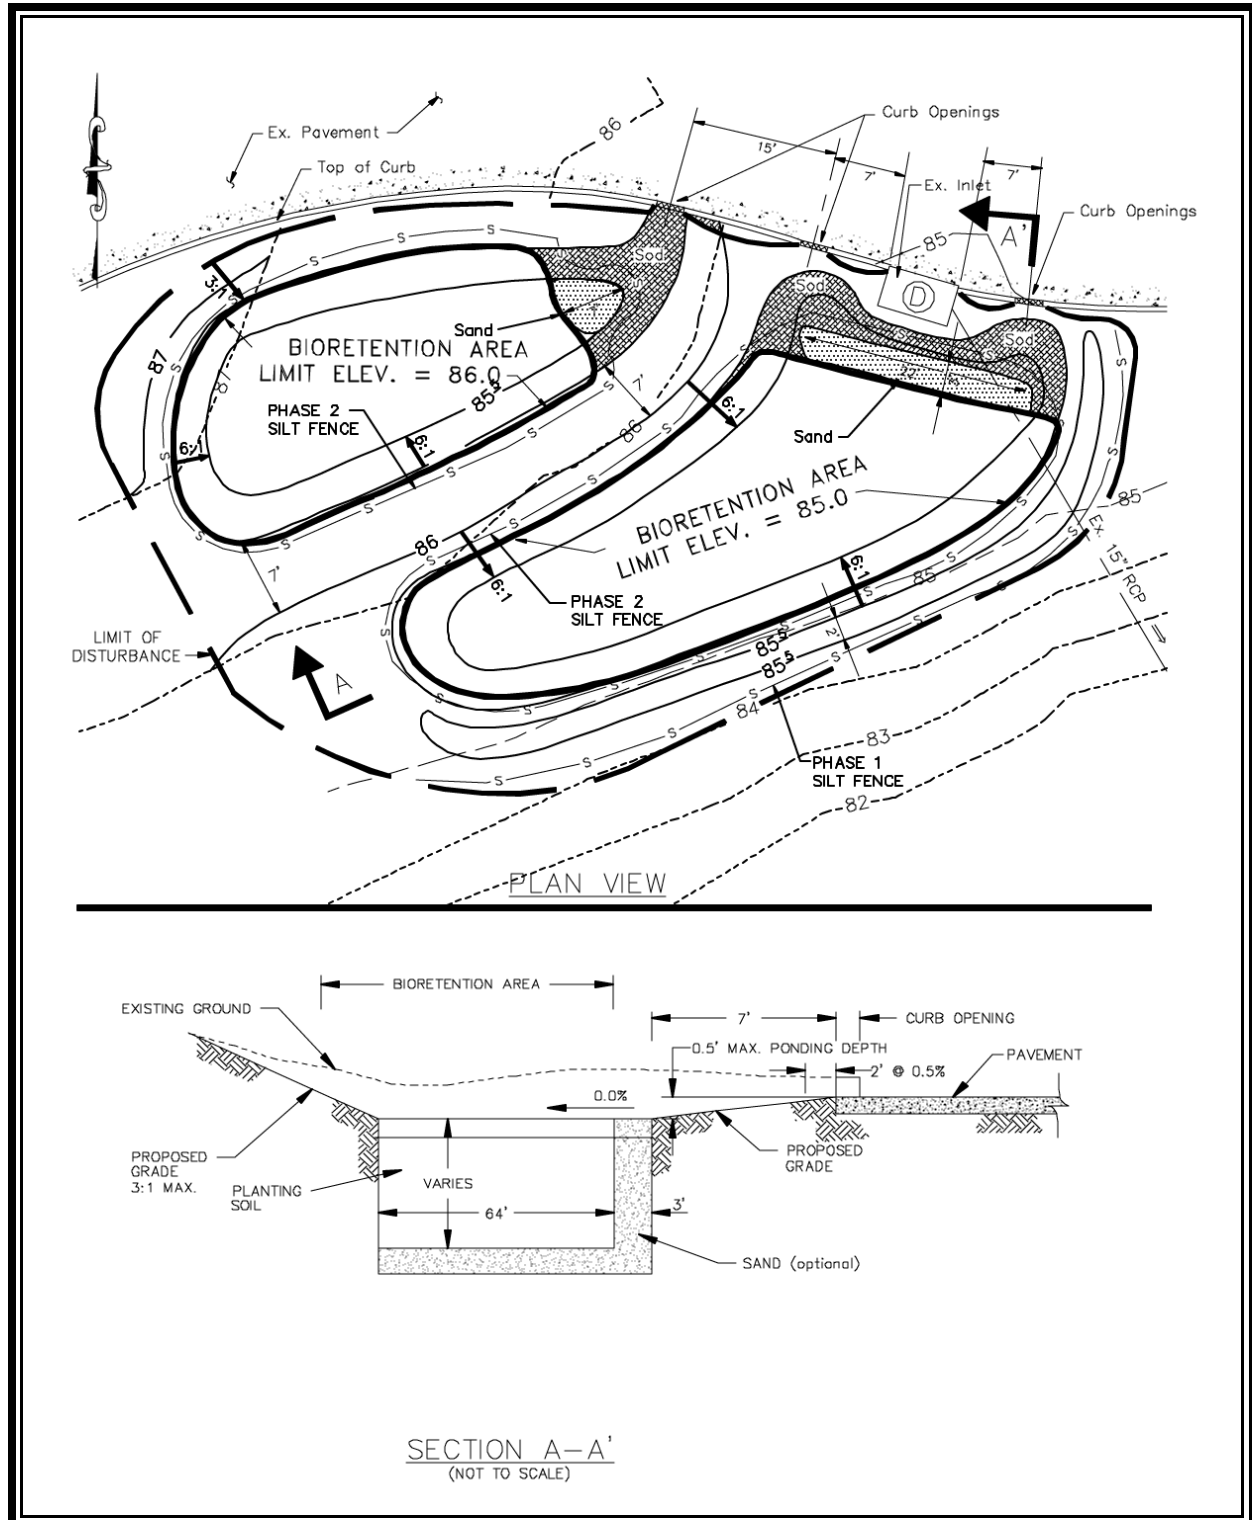 86
Curb Openings
Ex. Pavement
15'
7'
Top of Curb
Ex. Inlet
7'
Curb Openings
A'
85
Sod
3:1
Sod
D
Sod
87
Sand
BIORETENTION AREA
LIMIT ELEV. = 86.0
87
85.5
7'
22'
PHASE 2
SILT FENCE
6:1
86
6:1
6:1
Sand
BIORETENTION AREA
LIMIT ELEV. = 85.0
85
Ex. 15" RCP
86
7'
6:1
6:1
85
PHASE 2
SILT FENCE
LIMIT OF
DISTURBANCE
2'
85.5
85.5
A
84
83
PHASE 1
SILT FENCE
82
PLAN VIEW
BIORETENTION AREA
EXISTING GROUND
7'
CURB OPENING
0.5' MAX. PONDING DEPTH
PAVEMENT
2' @ 0.5%
0.0%
PROPOSED
GRADE
3:1 MAX.
PLANTING
SOIL
VARIES
PROPOSED
GRADE
64'
3'
SAND (optional)
SECTION A-A'
(NOT TO SCALE)